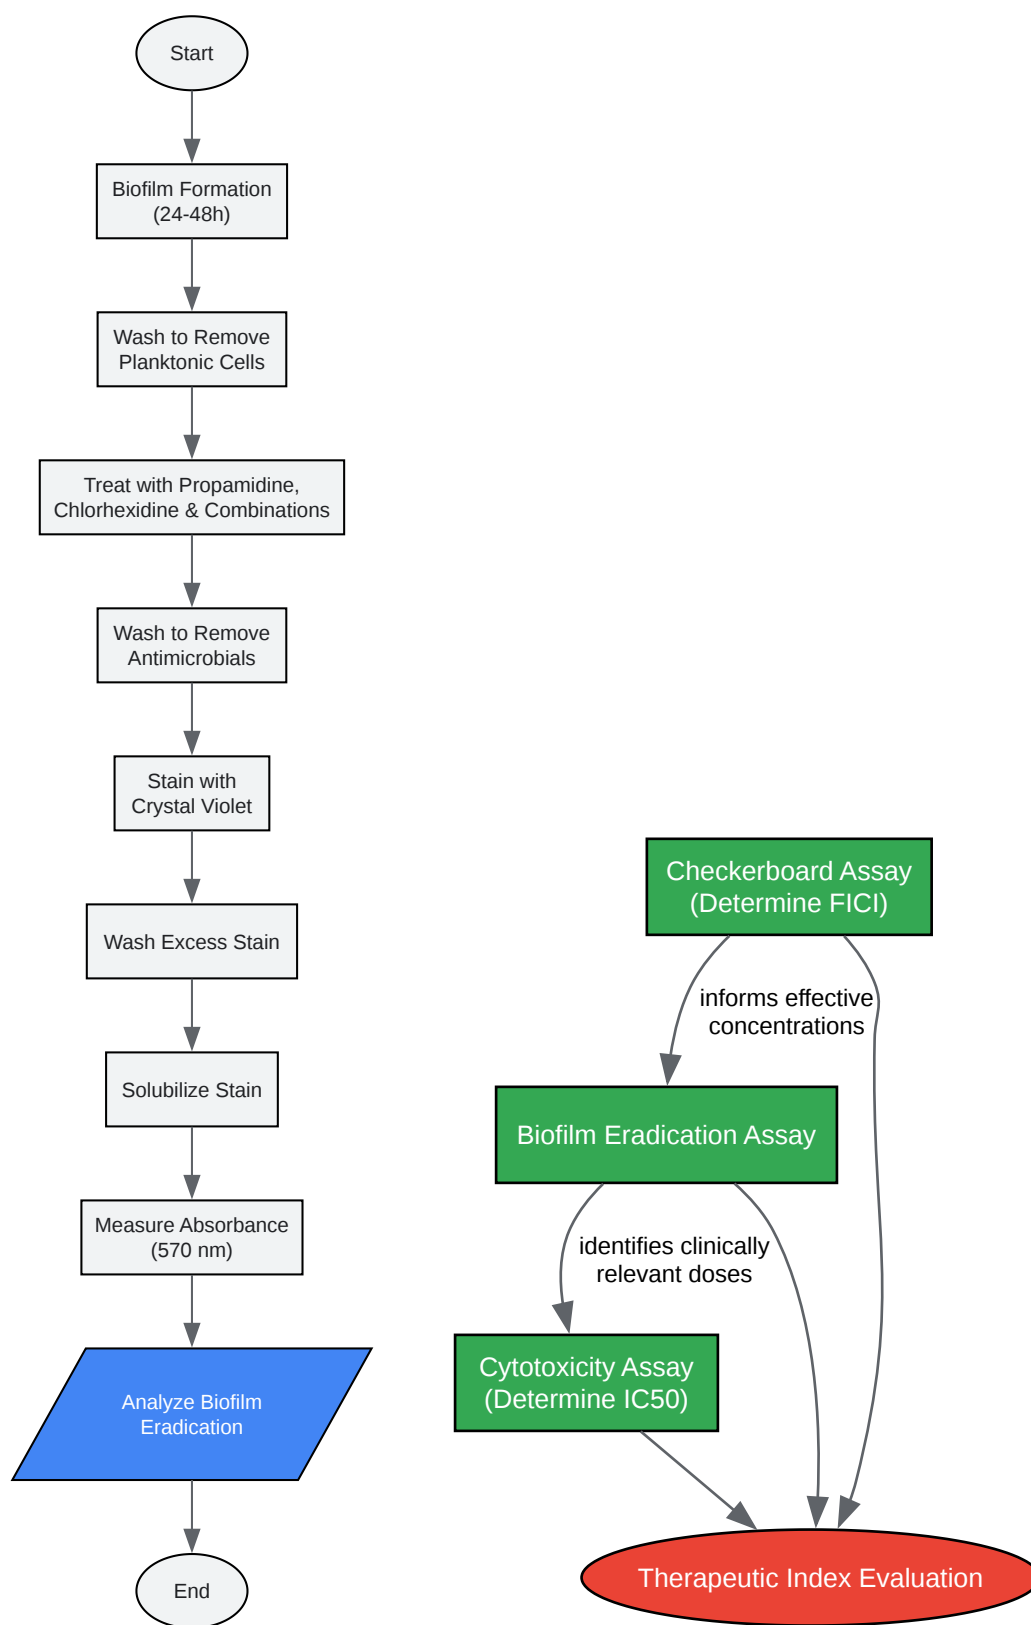 Start
Biofilm Formation
(24-48h)
Wash to Remove
Planktonic Cells
Treat with Propamidine,
Chlorhexidine & Combinations
Wash to Remove
Antimicrobials
Stain with
Crystal Violet
Wash Excess Stain
Solubilize Stain
Measure Absorbance
(570 nm)
Analyze Biofilm
Eradication
End
Checkerboard Assay
(Determine FICI)
informs effective
concentrations
Biofilm Eradication Assay
identifies clinically
relevant doses
Cytotoxicity Assay
(Determine IC50)
Therapeutic Index Evaluation